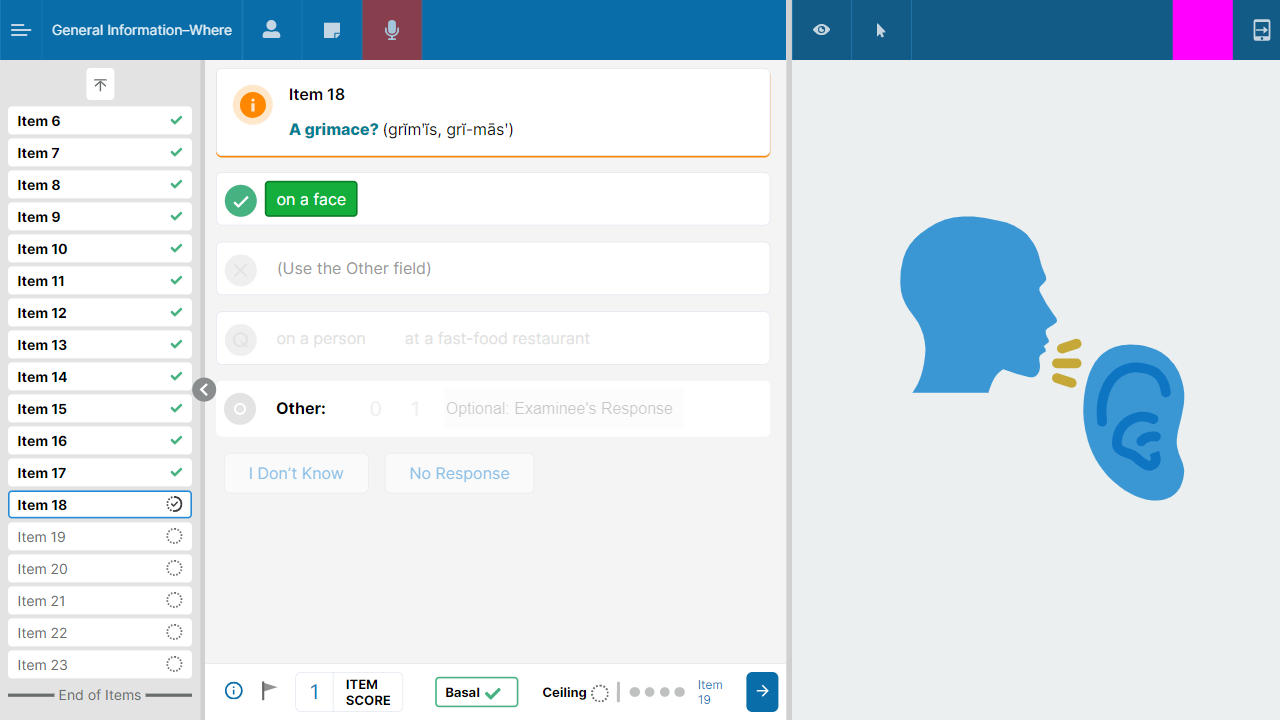 General Information–Where
Item 6
Item 7
Item 8
Item 9
Item 10
Item 11
Item 12
Item 13
Item 14
Item 15
Item 16
Item 17
Item 18
Item 19
Item 20
Item 21
Item 22
Item 23
End of Items
Item 18
A grimace? (grĭm'ĭs, grĭ-mās')
on a face
(Use the Other field)
Q on a person at a fast-food restaurant
Other: 0 1 Optional: Examinee's Response
I Don't Know No Response
1 ITEM
SCORE
Basal
Ceiling
Item
19